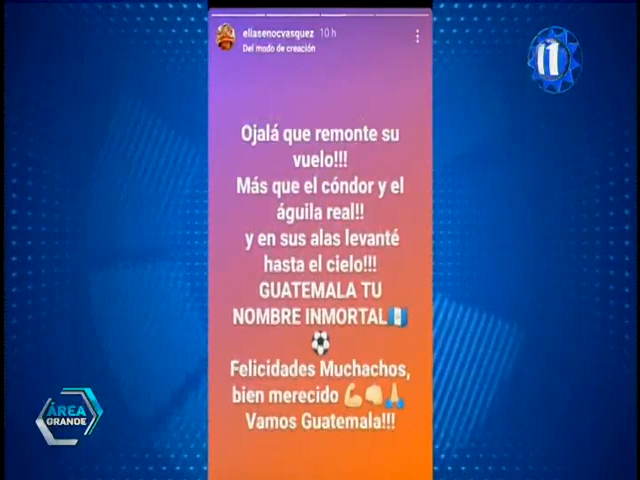 eliasenocvasquez 10 h
Del modo de creación
11
Ojalá que remonte su
vuelo!!!
Más que el cóndor y el
águila real!!
y en sus alas levanté
hasta el cielo!!!
GUATEMALA TU
NOMBRE INMORTAL🇬🇹
⚽
Felicidades Muchachos,
bien merecido 💪🏼👊🏼🙏
Vamos Guatemala!!!
ÁREA
GRANDE